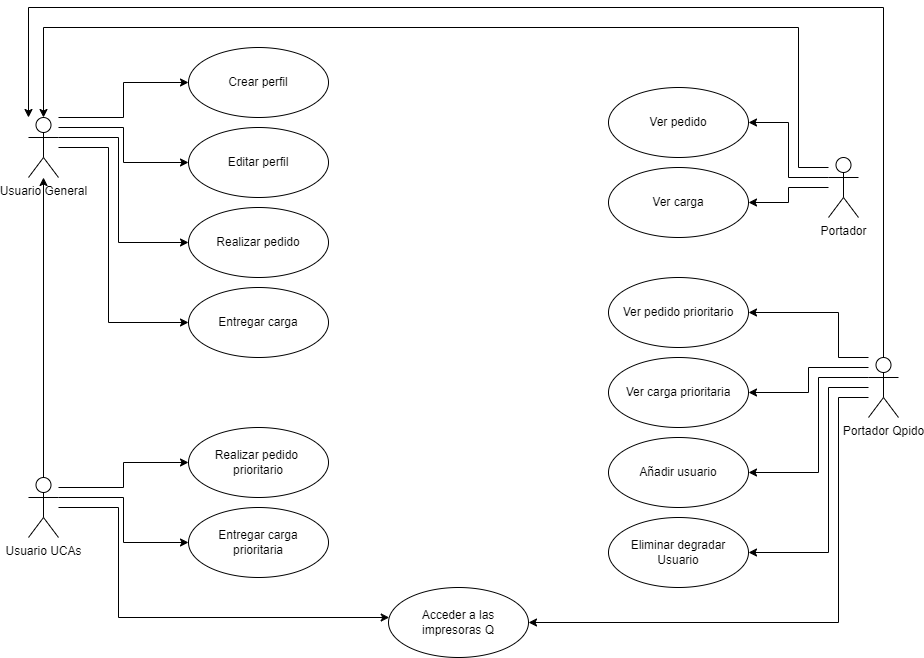 Crear perfil
Editar perfil
Realizar pedido
Entregar carga
Usuario General
Ver pedido
Ver carga
Portador
Ver pedido prioritario
Ver carga prioritaria
Añadir usuario
Eliminar degradar
Usuario
Portador Qpido
Realizar pedido
prioritario
Entregar carga
prioritaria
Usuario UCAs
Acceder a las
impresoras Q